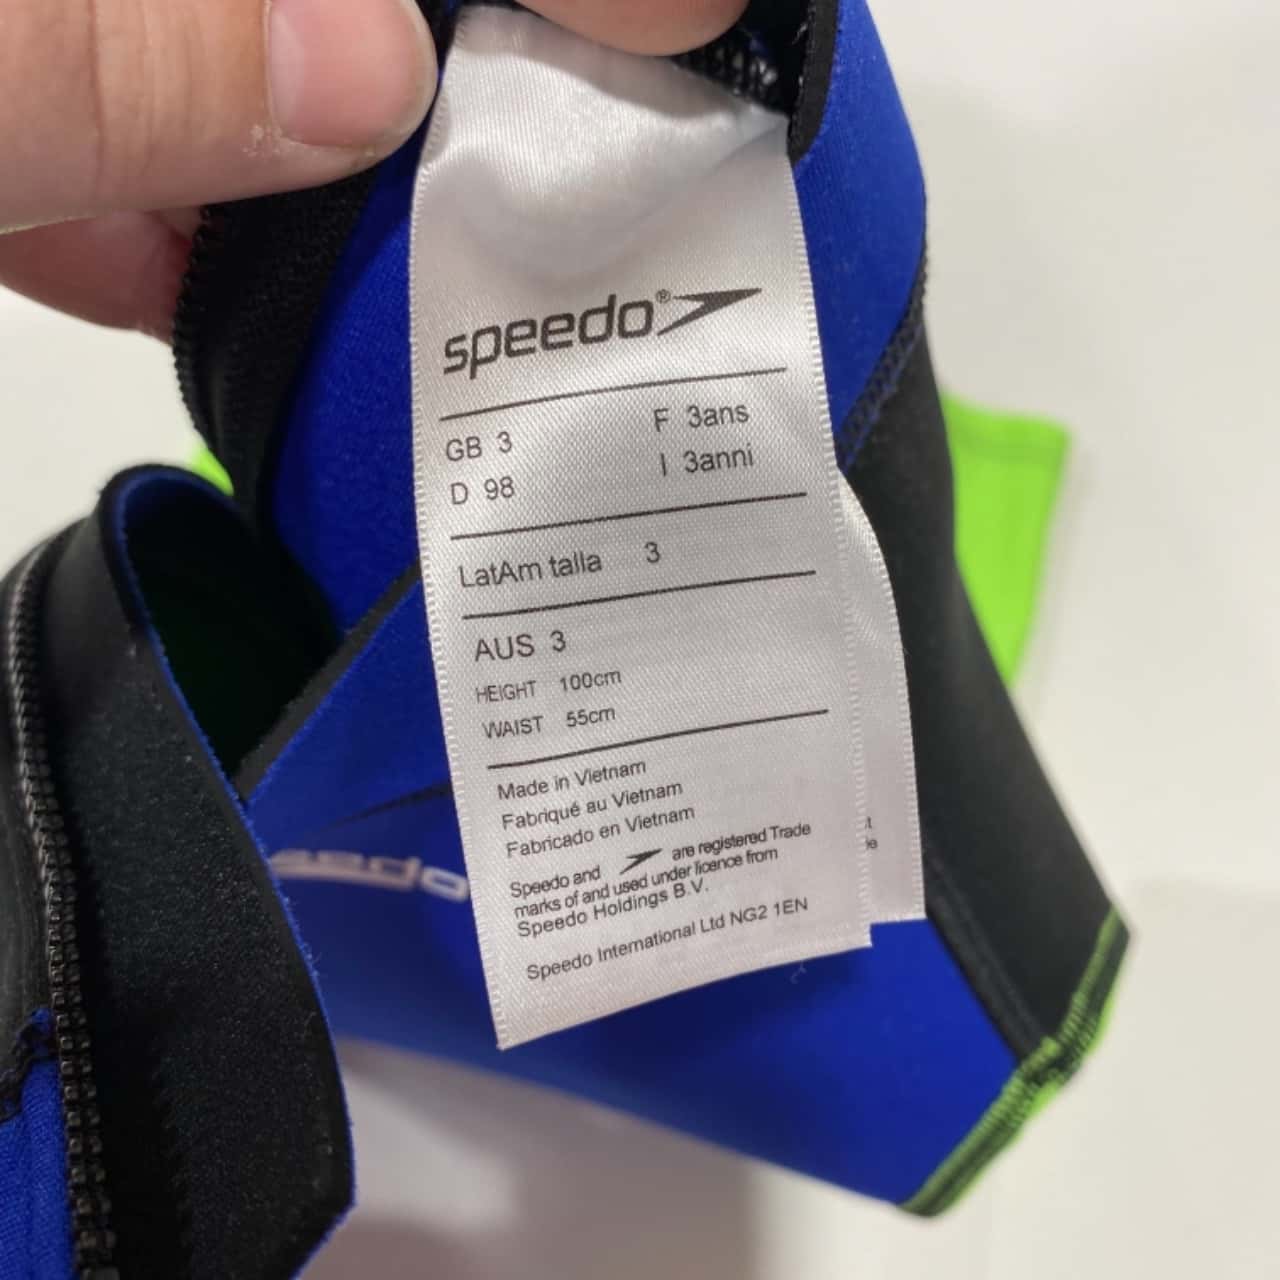 speedo®
GB 3 F 3ans
D 98 I 3anni
LatAm talla 3
AUS 3
HEIGHT 100cm
WAIST 55cm
Made in Vietnam
Fabriqué au Vietnam
Fabricado en Vietnam
Speedo and are registered Trade
marks of and used under licence from
Speedo Holdings B.V.
Speedo International Ltd NG2 1EN
eedo